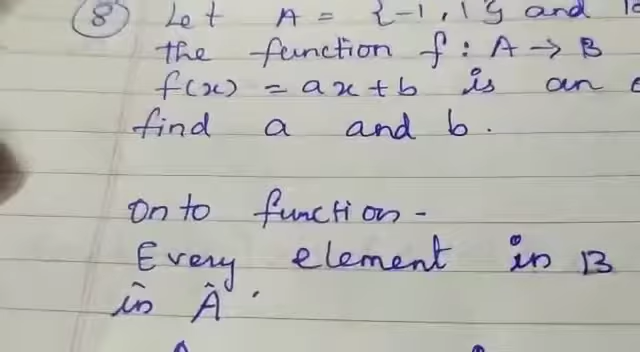 (8) Let A = {-1, 1} and
the function f : A → B
f(x) = ax + b is an
find a and b.
onto function -
Every element in B
in A.